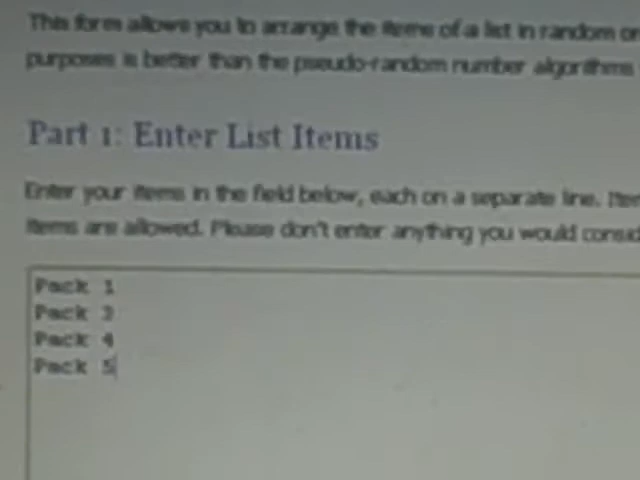 This form allows you to arrange the items of a list in random or
purposes is better than the pseudo-random number algorithms
Part 1: Enter List Items
Enter your items in the field below, each on a separate line. Iter
items are allowed. Please don't enter anything you would consid
Pack 1
Pack
Pack 4
Pack 5